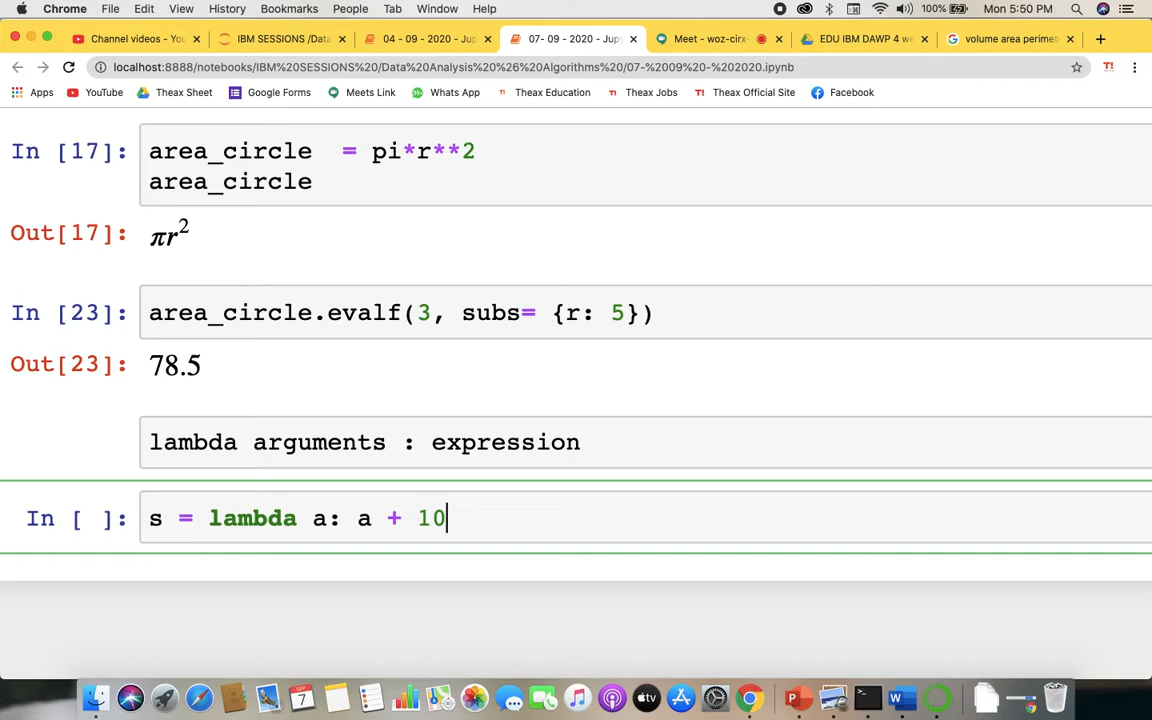 Chrome File Edit View History Bookmarks People Tab Window Help 100% Mon 5:50 PM
Channel videos - You IBM SESSIONS /Data 04 - 09 - 2020 - Jup 07- 09 - 2020 - Jupy Meet - woz-cirx- EDU IBM DAWP 4 we volume area perimet
localhost:8888/notebooks/IBM%20SESSIONS%20/Data%20Analysis%20%26%20Algorithms%20/07-%2009%20-%202020.ipynb T!
Apps YouTube Theax Sheet Google Forms Meets Link Whats App Theax Education Theax Jobs Theax Official Site Facebook
In [17]: area_circle = pi*r**2
area_circle
Out[17]: πr²
In [23]: area_circle.evalf(3, subs= {r: 5})
Out[23]: 78.5
lambda arguments : expression
In [ ]: s = lambda a: a + 10